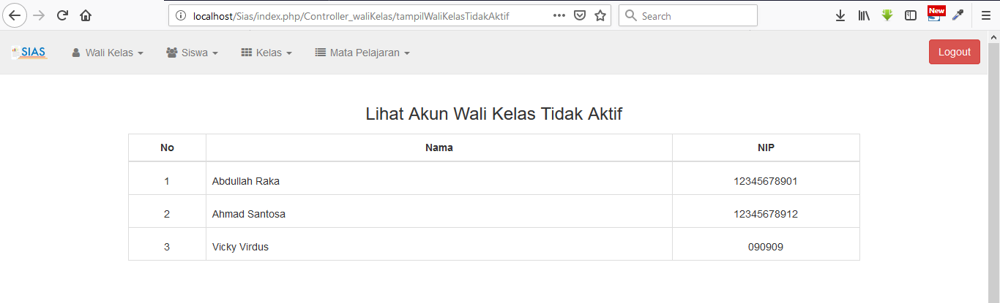 localhost/Sias/index.php/Controller_waliKelas/tampilWaliKelasTidakAktif
Search
New
SIAS
Wali Kelas
Siswa
Kelas
Mata Pelajaran
Logout
Lihat Akun Wali Kelas Tidak Aktif
No Nama NIP
1 Abdullah Raka 12345678901
2 Ahmad Santosa 12345678912
3 Vicky Virdus 090909